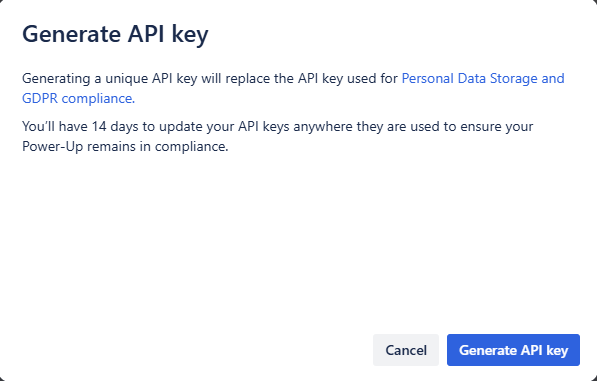 Generate API key
Generating a unique API key will replace the API key used for Personal Data Storage and
GDPR compliance.
You’ll have 14 days to update your API keys anywhere they are used to ensure your
Power-Up remains in compliance.
Cancel
Generate API key